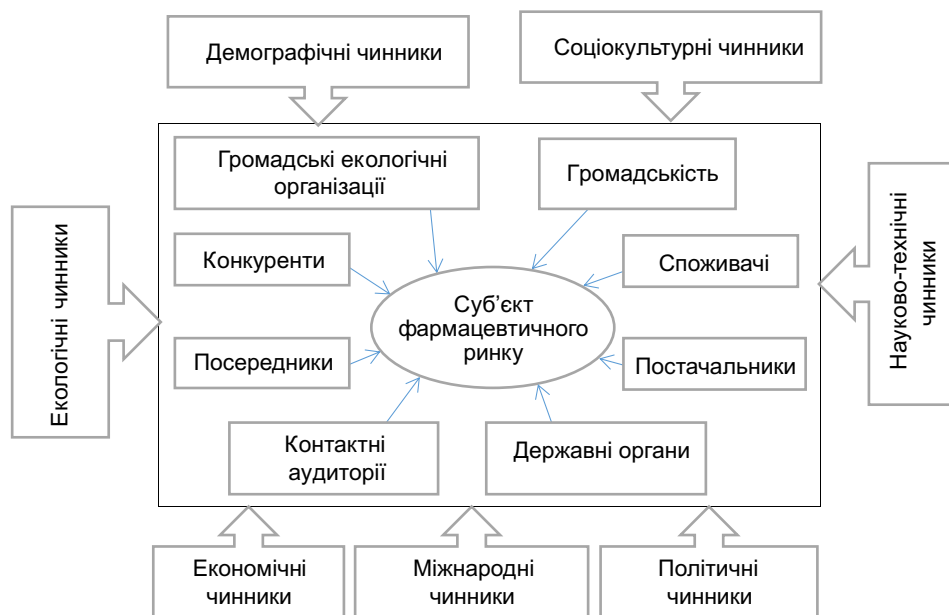 Демографічні чинники
Соціокультурні чинники
Громадські екологічні
організації
Громадськість
Екологічні чинники
Конкуренти
Споживачі
Науково-технічні
чинники
Суб’єкт
фармацевтичного
ринку
Посередники
Постачальники
Контактні
аудиторії
Державні органи
Економічні
чинники
Міжнародні
чинники
Політичні
чинники